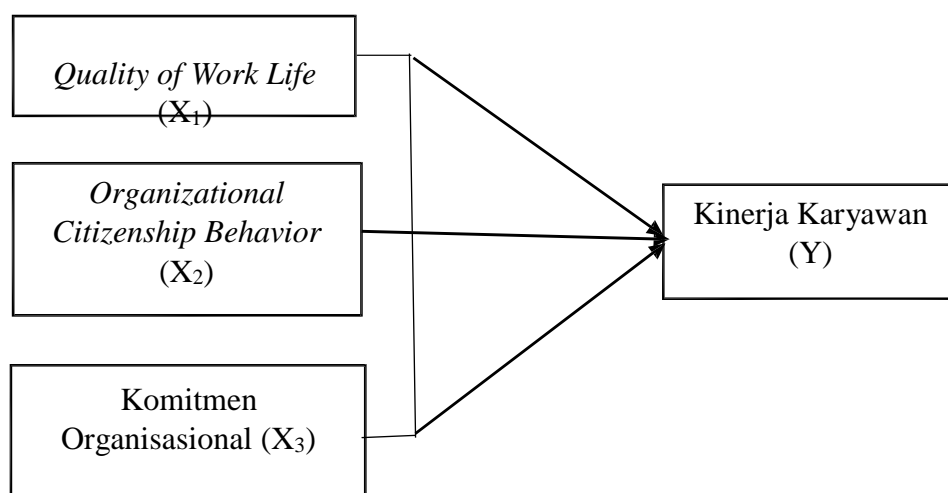 Quality of Work Life
(X₁)
Organizational
Citizenship Behavior
(X₂)
Kinerja Karyawan
(Y)
Komitmen
Organisasional (X₃)